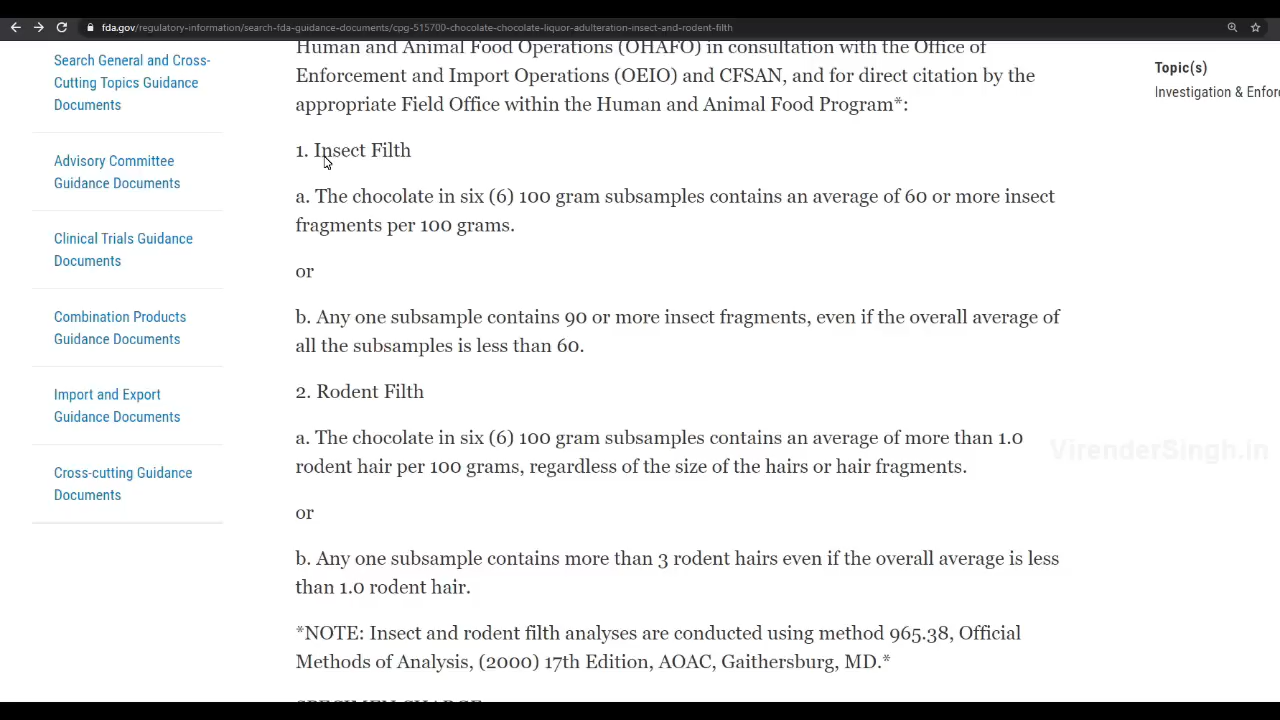 fda.gov/regulatory-information/search-fda-guidance-documents/cpg-515700-chocolate-chocolate-liquor-adulteration-insect-and-rodent-filth
Search General and Cross-
Cutting Topics Guidance
Documents
Advisory Committee
Guidance Documents
Clinical Trials Guidance
Documents
Combination Products
Guidance Documents
Import and Export
Guidance Documents
Cross-cutting Guidance
Documents
Human and Animal Food Operations (OHAFO) in consultation with the Office of
Enforcement and Import Operations (OEIO) and CFSAN, and for direct citation by the
appropriate Field Office within the Human and Animal Food Program*:
1. Insect Filth
a. The chocolate in six (6) 100 gram subsamples contains an average of 60 or more insect
fragments per 100 grams.
or
b. Any one subsample contains 90 or more insect fragments, even if the overall average of
all the subsamples is less than 60.
2. Rodent Filth
a. The chocolate in six (6) 100 gram subsamples contains an average of more than 1.0
rodent hair per 100 grams, regardless of the size of the hairs or hair fragments.
or
b. Any one subsample contains more than 3 rodent hairs even if the overall average is less
than 1.0 rodent hair.
*NOTE: Insect and rodent filth analyses are conducted using method 965.38, Official
Methods of Analysis, (2000) 17th Edition, AOAC, Gaithersburg, MD.*
SPECIMEN CHARGE
Topic(s)
Investigation & Enfor
VirenderSingh.in